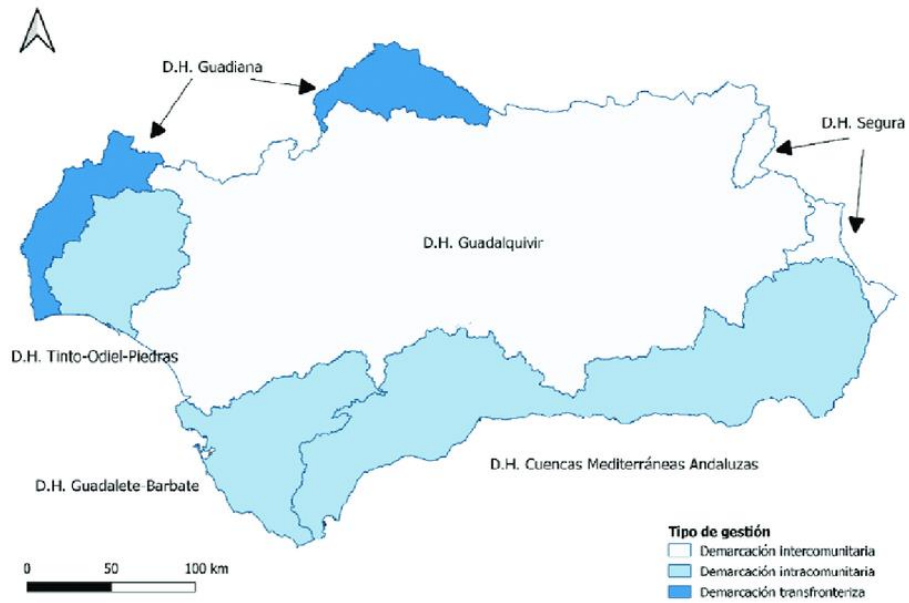 D.H. Guadiana
D.H. Segura
D.H. Guadalquivir
D.H. Tinto-Odiel-Piedras
D.H. Cuencas Mediterráneas Andaluzas
D.H. Guadalete-Barbate
Tipo de gestión
Demarcación intercomunitaria
Demarcación intracomunitaria
Demarcación transfronteriza
0 50 100 km